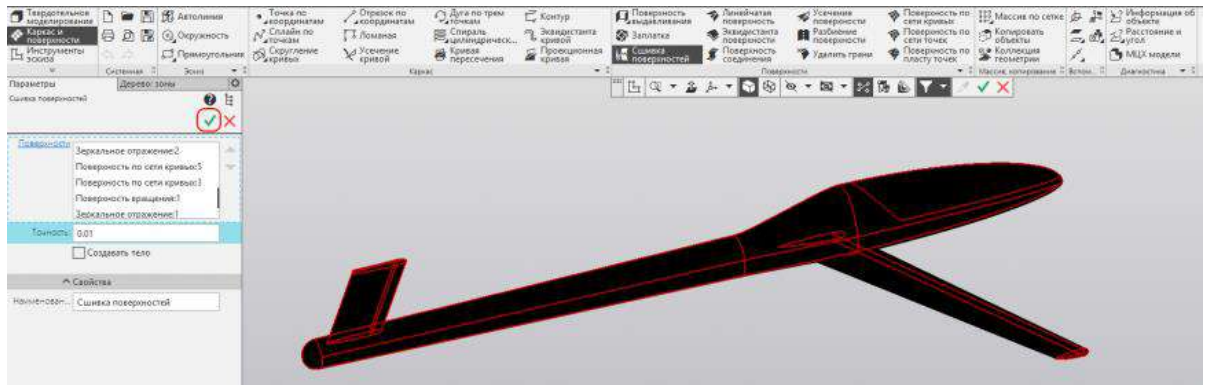 Твердотельное моделирование
Каркас и поверхности
Инструменты эскиза
Системная
Автолиния
Окружность
Прямоугольник
Эскиз
Точка по координатам
Сплайн по точкам
Скругление кривых
Отрезок по координатам
Ломаная
Усечение кривой
Дуга по трем точкам
Спираль цилиндрическ...
Кривая пересечения
Контур
Эквидистанта кривой
Проекционная кривая
Каркас
Поверхность выдавливания
Заплатка
Сшивка поверхностей
Линейчатая поверхность
Эквидистанта поверхности
Поверхность соединения
Усечение поверхности
Разбиение поверхности
Удалить грани
Поверхность по сети кривых
Поверхность по сети точек
Поверхность по пласту точек
Поверхности
Массив по сетке
Копировать объекты
Коллекция геометрии
Массив, копирование
Вспом...
Информация об объекте
Расстояние и угол
МЦХ модели
Диагностика
Параметры
Дерево: зоны
Сшивка поверхностей
Поверхности
Зеркальное отражение:2
Поверхность по сети кривых:5
Поверхность по сети кривых:3
Поверхность вращения:1
Зеркальное отражение:1
Точность: 0.01
Создавать тело
Свойства
Наименован... Сшивка поверхностей